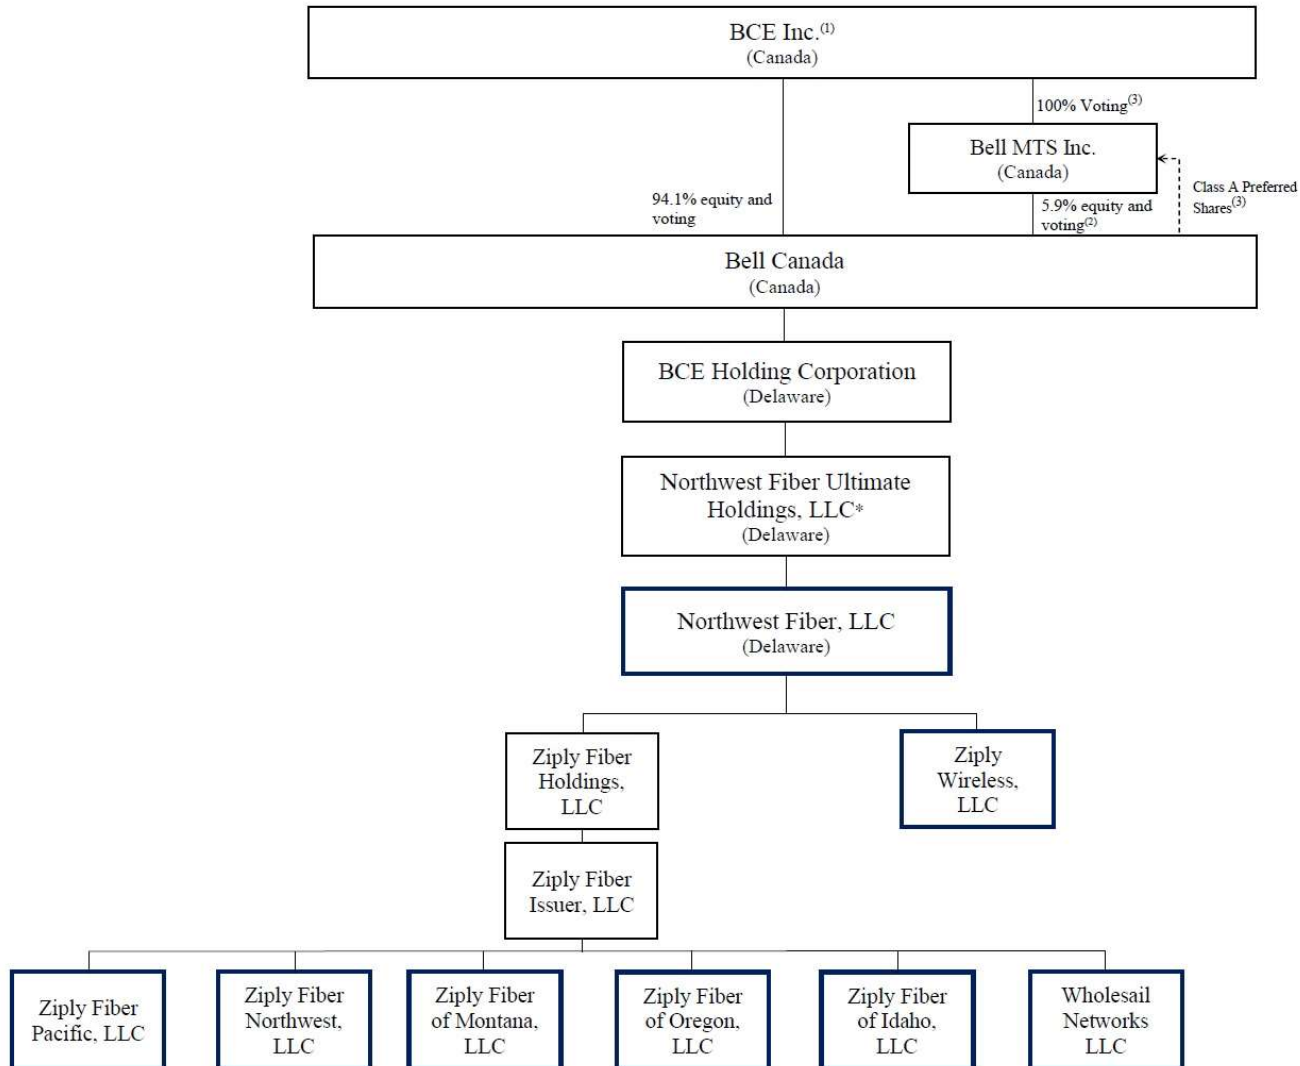 BCE Inc.(1)
(Canada)
100% Voting(3)
Bell MTS Inc.
(Canada)
Class A Preferred
Shares(3)
94.1% equity and
voting
5.9% equity and
voting(2)
Bell Canada
(Canada)
BCE Holding Corporation
(Delaware)
Northwest Fiber Ultimate
Holdings, LLC*
(Delaware)
Northwest Fiber, LLC
(Delaware)
Ziply Fiber
Holdings,
LLC
Ziply
Wireless,
LLC
Ziply Fiber
Issuer, LLC
Ziply Fiber
Pacific, LLC
Ziply Fiber
Northwest,
LLC
Ziply Fiber
of Montana,
LLC
Ziply Fiber
of Oregon,
LLC
Ziply Fiber
of Idaho,
LLC
Wholesail
Networks
LLC